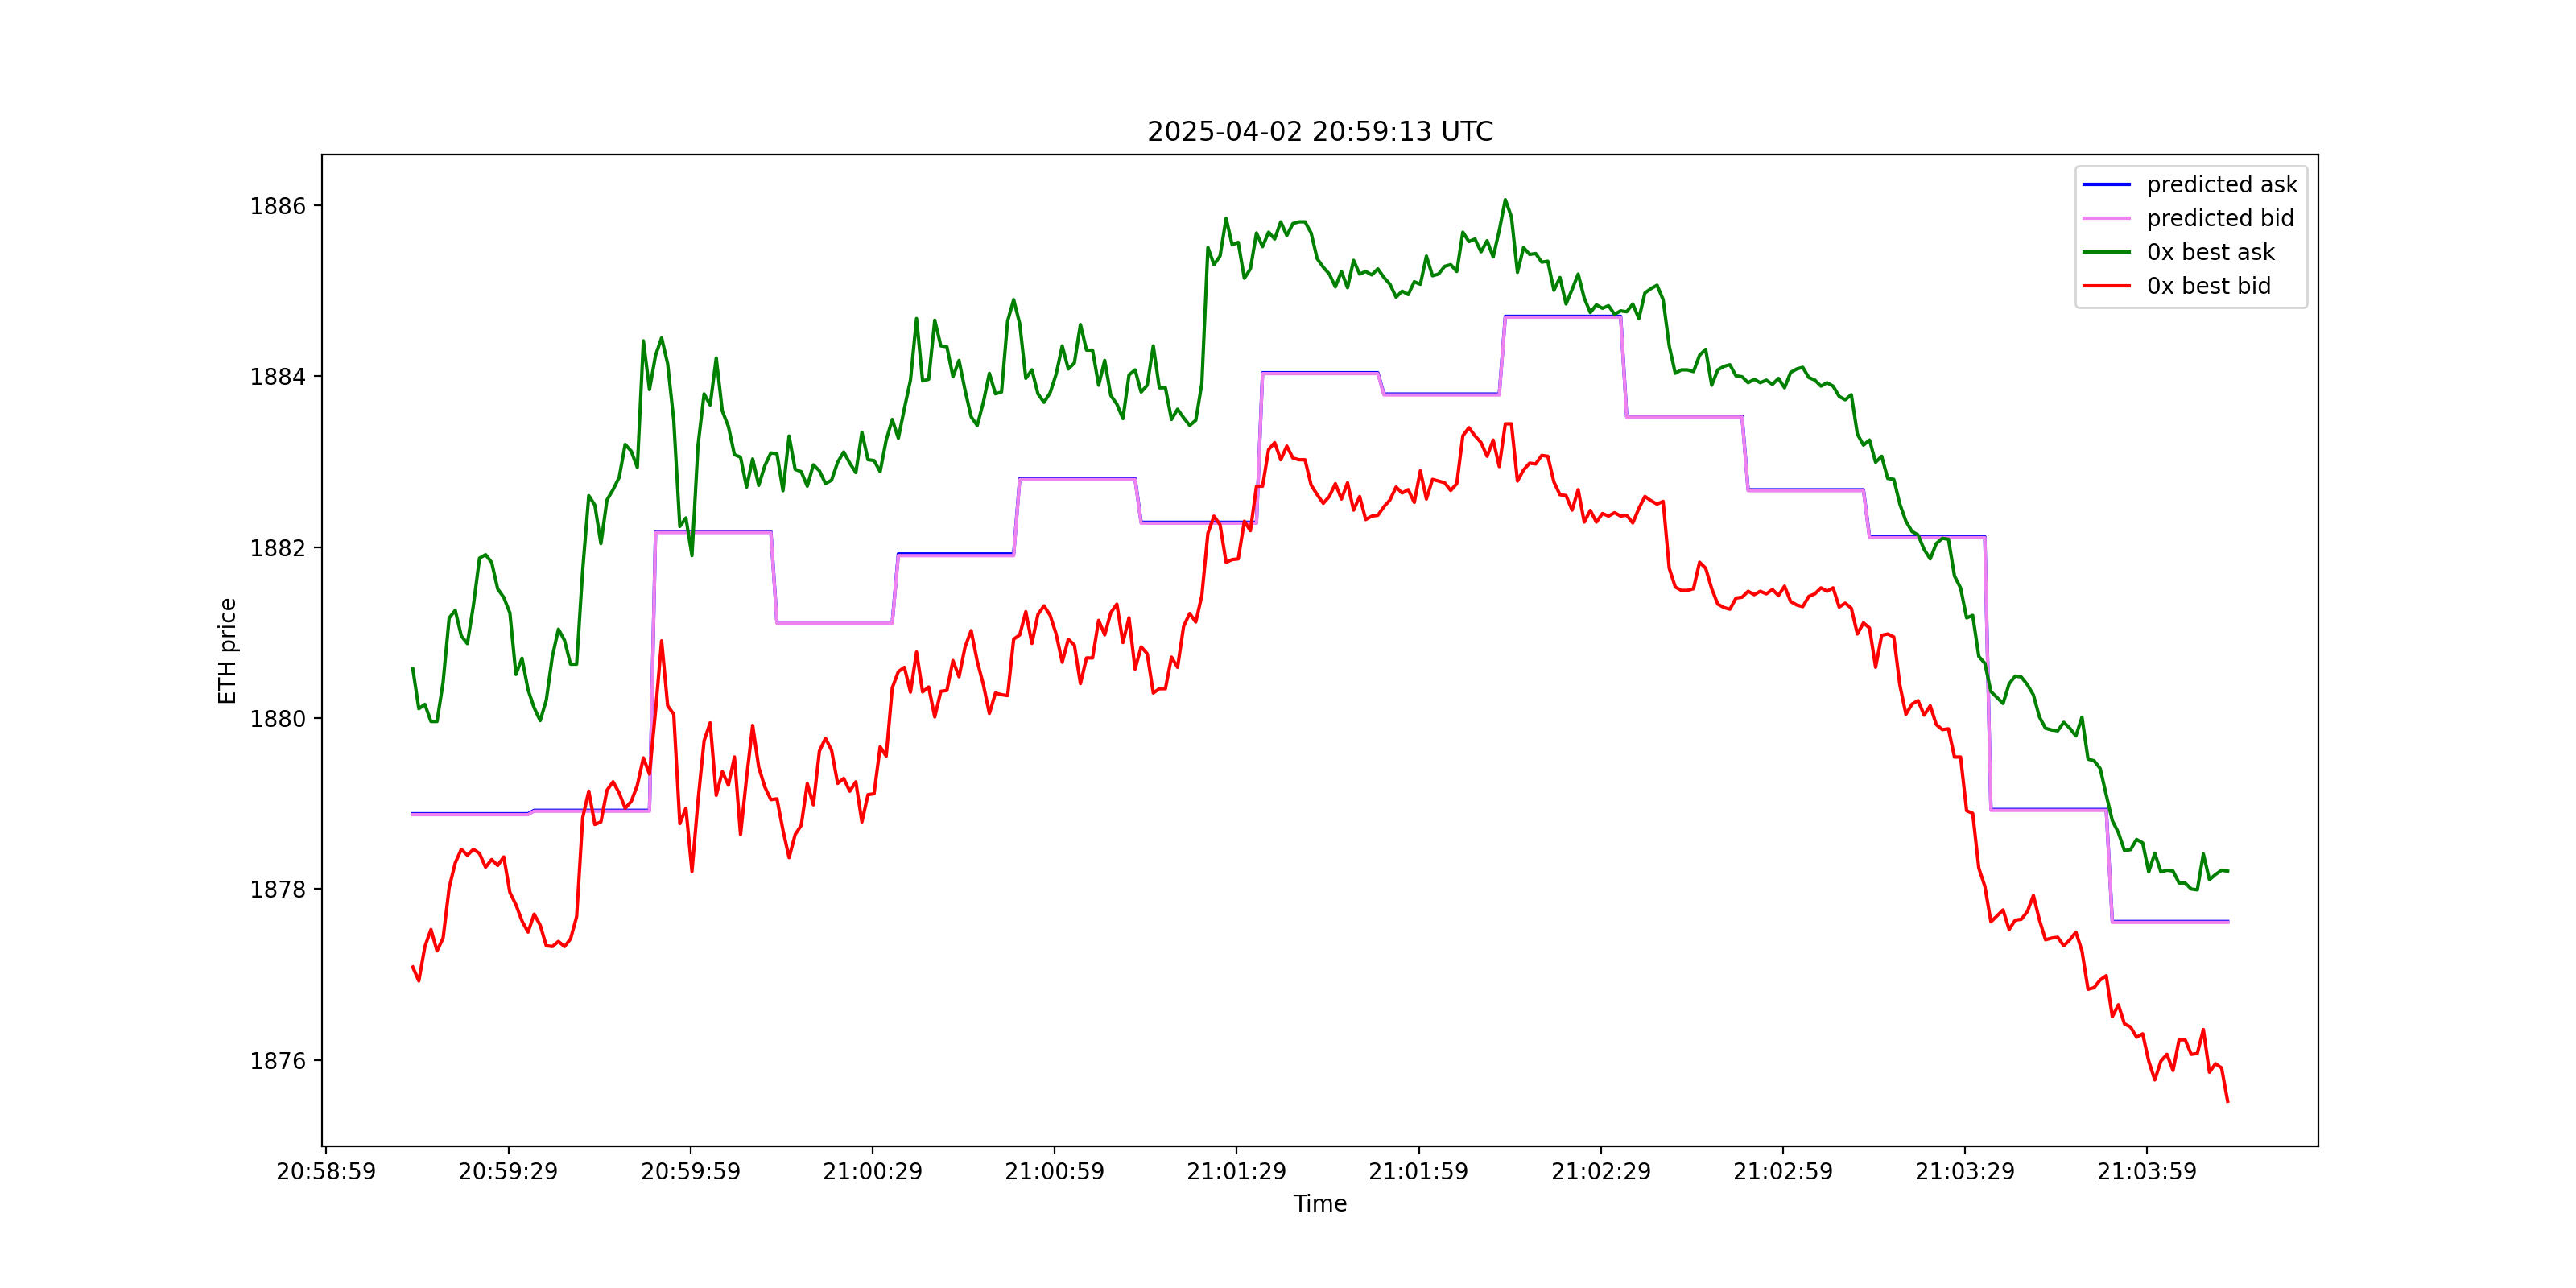 2025-04-02 20:59:13 UTC
predicted ask
predicted bid
0x best ask
0x best bid
1886
1884
1882
1880
1878
1876
ETH price
20:58:59 20:59:29 20:59:59 21:00:29 21:00:59 21:01:29 21:01:59 21:02:29 21:02:59 21:03:29 21:03:59
Time